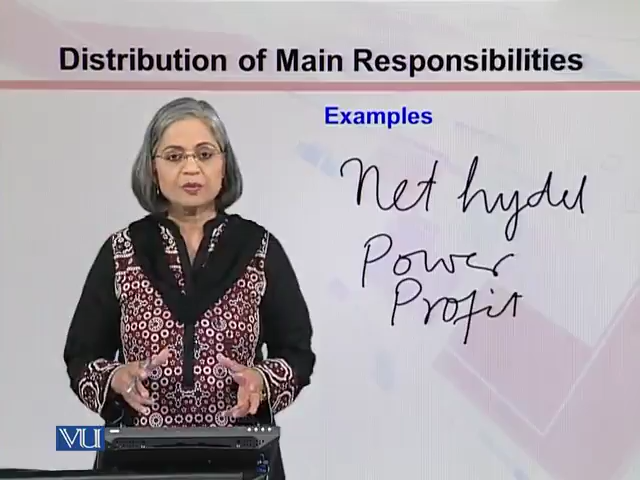 Distribution of Main Responsibilities
Examples
Net hydel
Power
Profit
VU